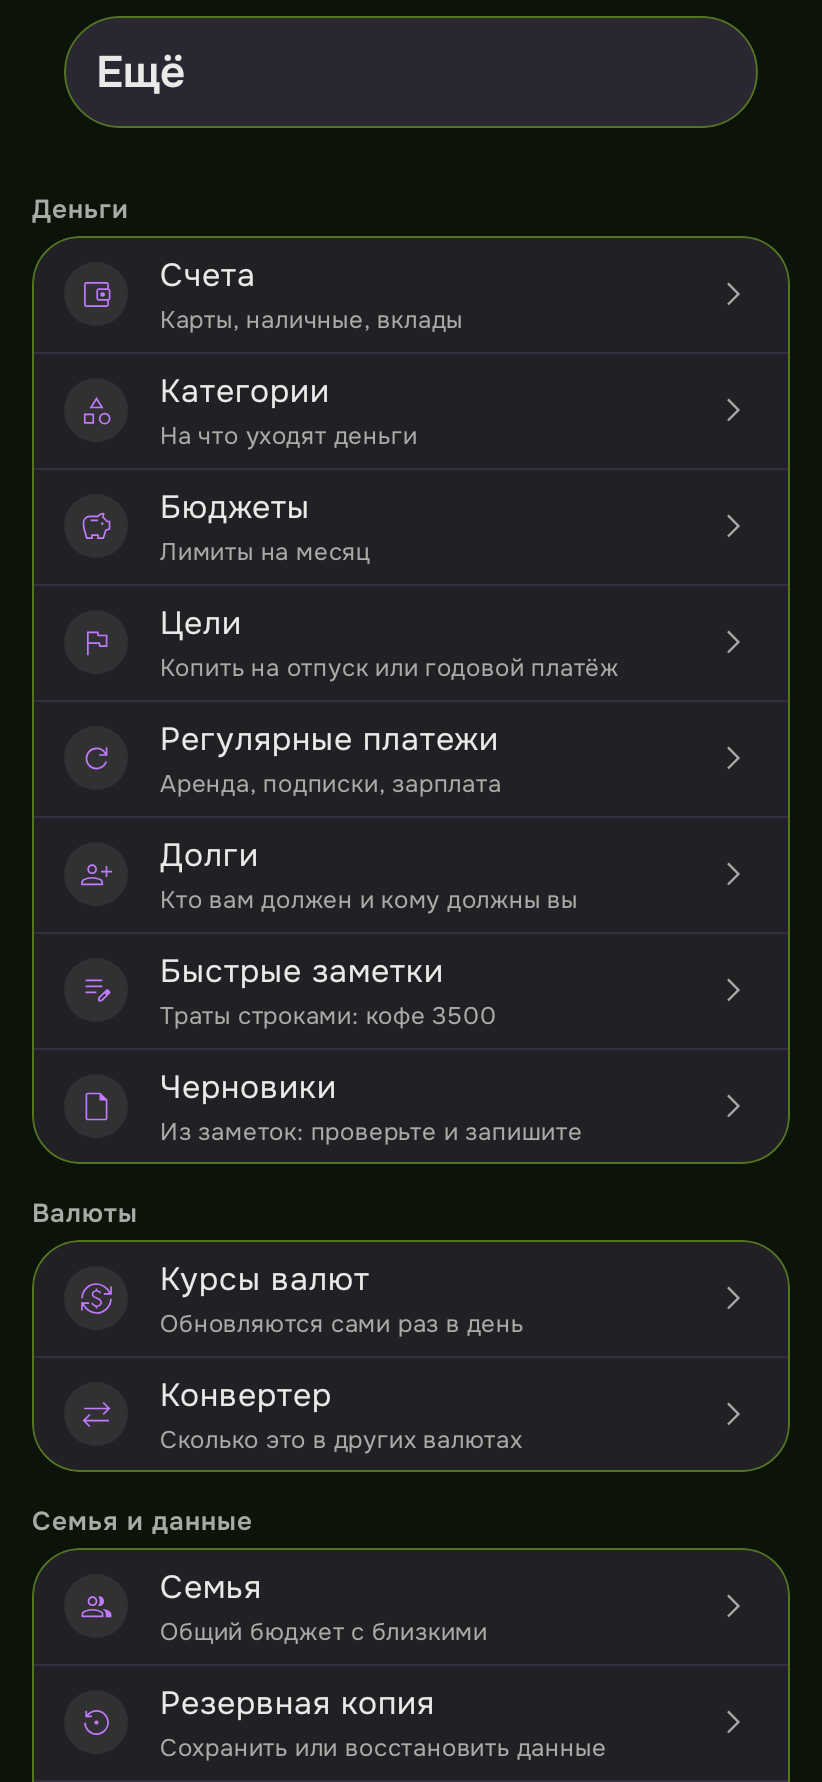 Ещё
Деньги
Счета
Карты, наличные, вклады
Категории
На что уходят деньги
Бюджеты
Лимиты на месяц
Цели
Копить на отпуск или годовой платёж
Регулярные платежи
Аренда, подписки, зарплата
Долги
Кто вам должен и кому должны вы
Быстрые заметки
Траты строками: кофе 3500
Черновики
Из заметок: проверьте и запишите
Валюты
Курсы валют
Обновляются сами раз в день
Конвертер
Сколько это в других валютах
Семья и данные
Семья
Общий бюджет с близкими
Резервная копия
Сохранить или восстановить данные